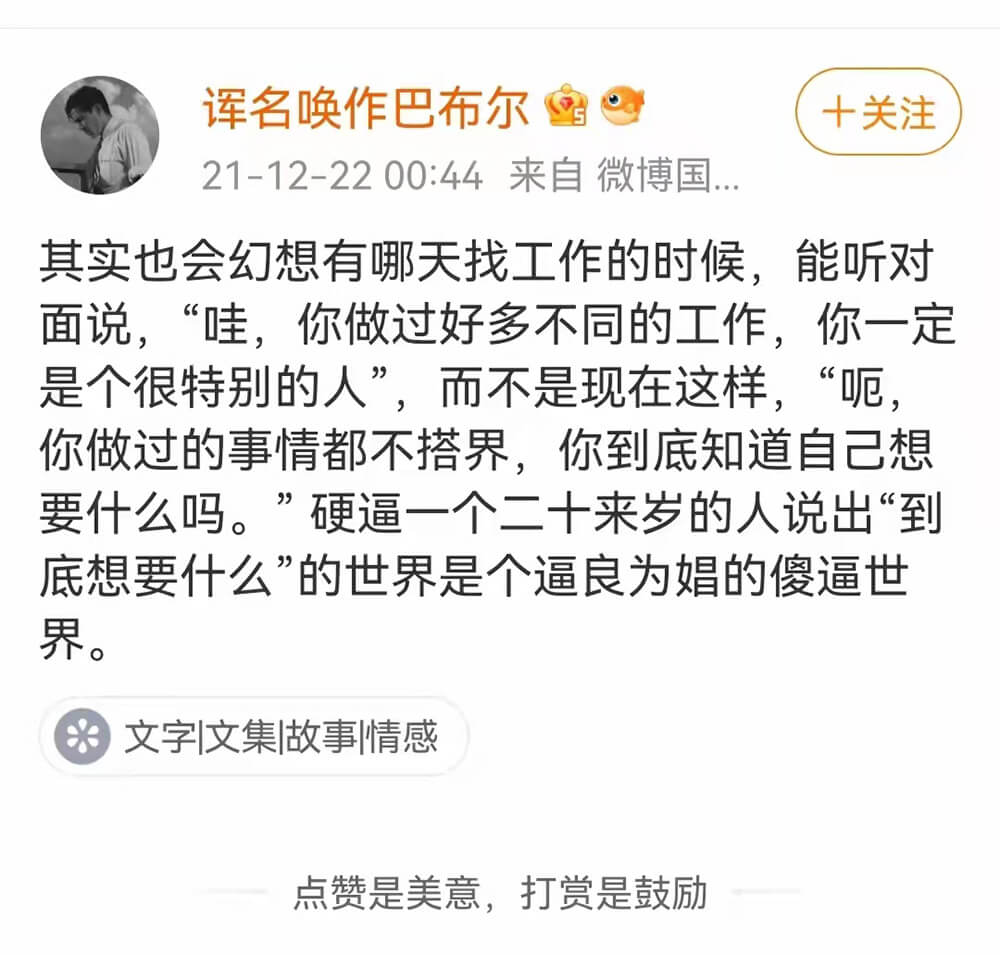 诨名唤作巴布尔
+关注
21-12-22 00:44 来自 微博国...
其实也会幻想有哪天找工作的时候，能听对
面说，“哇，你做过好多不同的工作，你一定
是个很特别的人”，而不是现在这样，“呃，
你做过的事情都不搭界，你到底知道自己想
要什么吗。” 硬逼一个二十来岁的人说出“到
底想要什么”的世界是个逼良为娼的傻逼世
界。
文字|文集|故事|情感
点赞是美意，打赏是鼓励